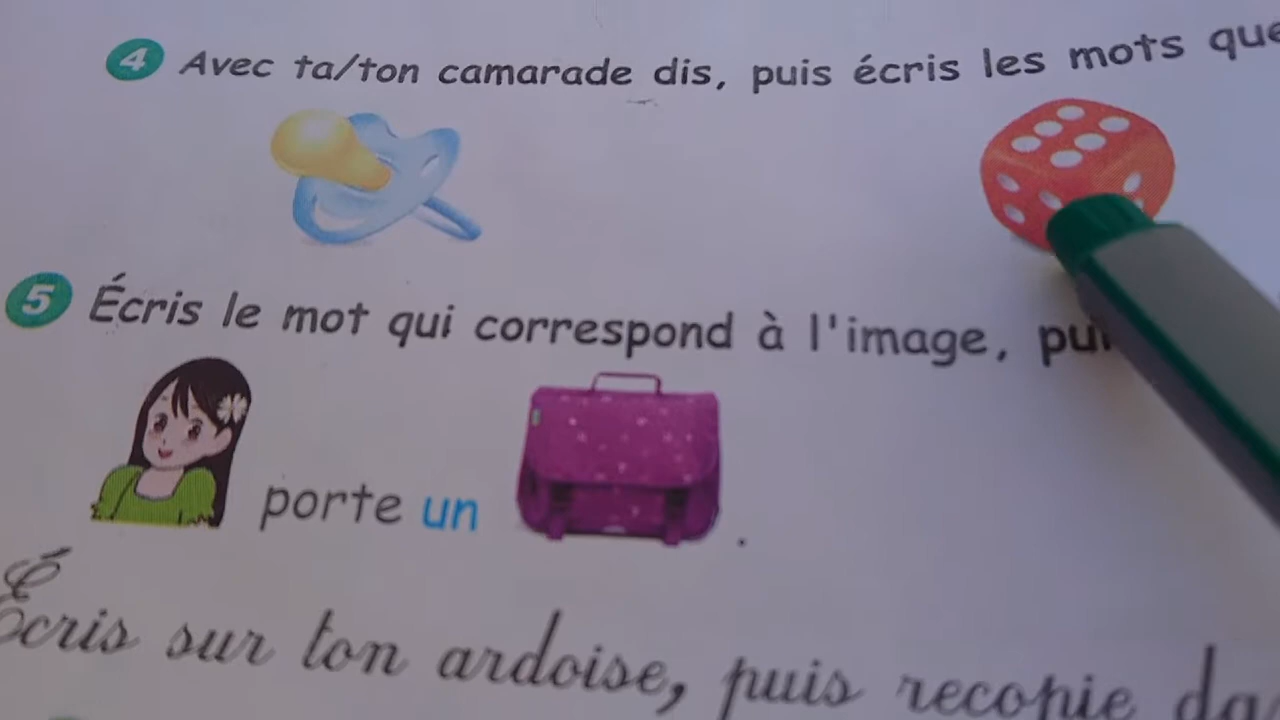 4 Avec ta/ton camarade dis, puis écris les mots que
5 Écris le mot qui correspond à l'image, pui
porte un .
É
Écris sur ton ardoise, puis recopie da